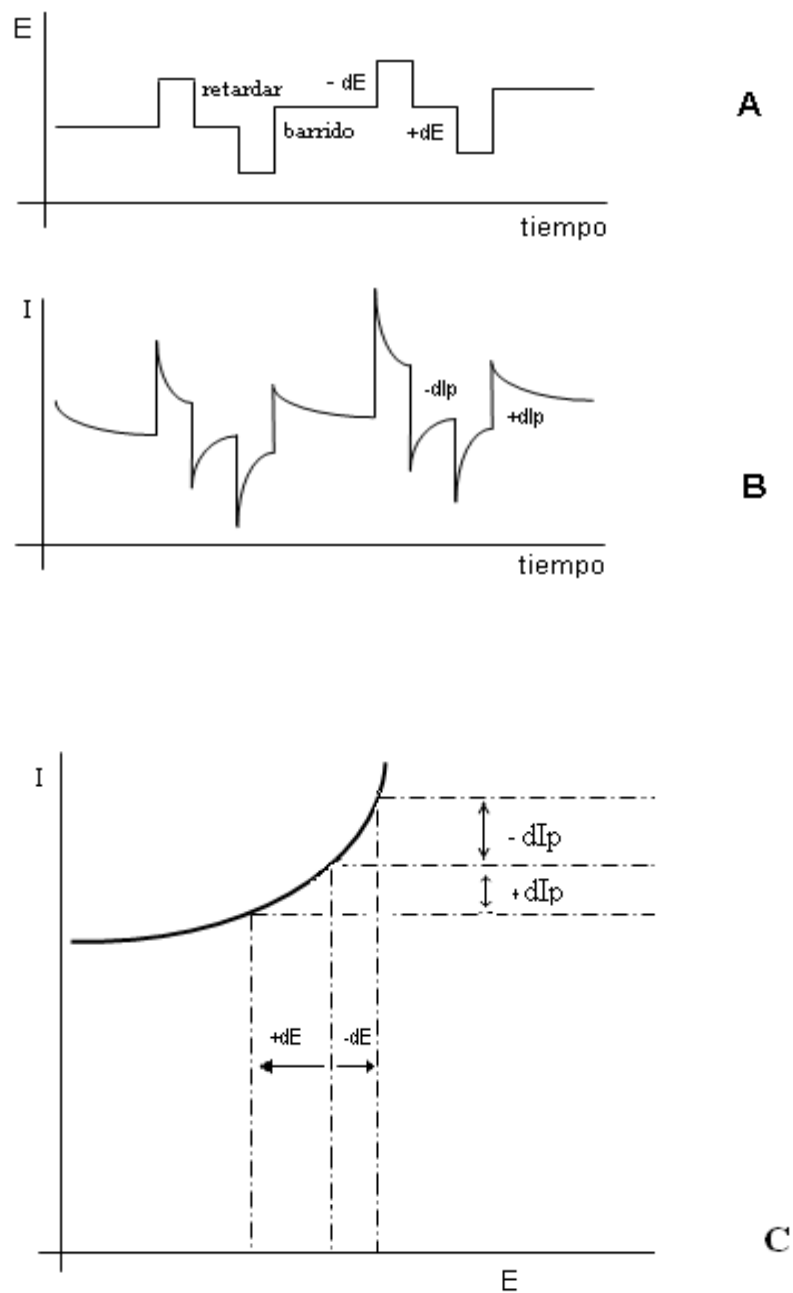 E
- dE
retardar
A
barrido
+dE
tiempo
I
-dIp
+dIp
B
tiempo
I
- dIp
+dIp
+dE
-dE
C
E